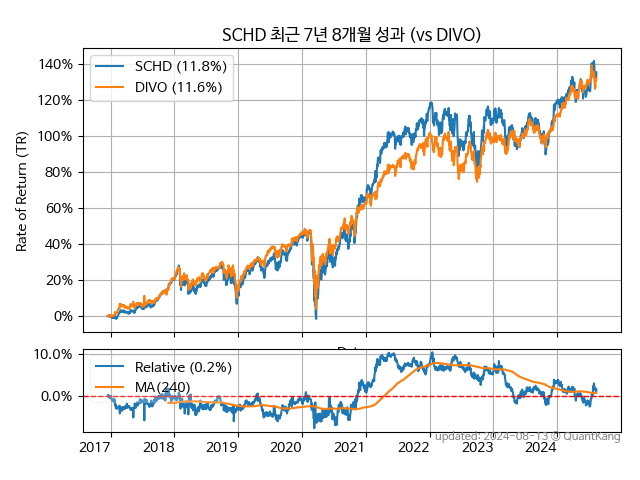 SCHD 최근 7년 8개월 성과 (vs DIVO)
SCHD (11.8%)
DIVO (11.6%)
Rate of Return (TR)
140%
120%
100%
80%
60%
40%
20%
0%
Relative (0.2%)
MA(240)
10.0%
0.0%
2017 2018 2019 2020 2021 2022 2023 2024
updated: 2024-08-13 © QuantKang